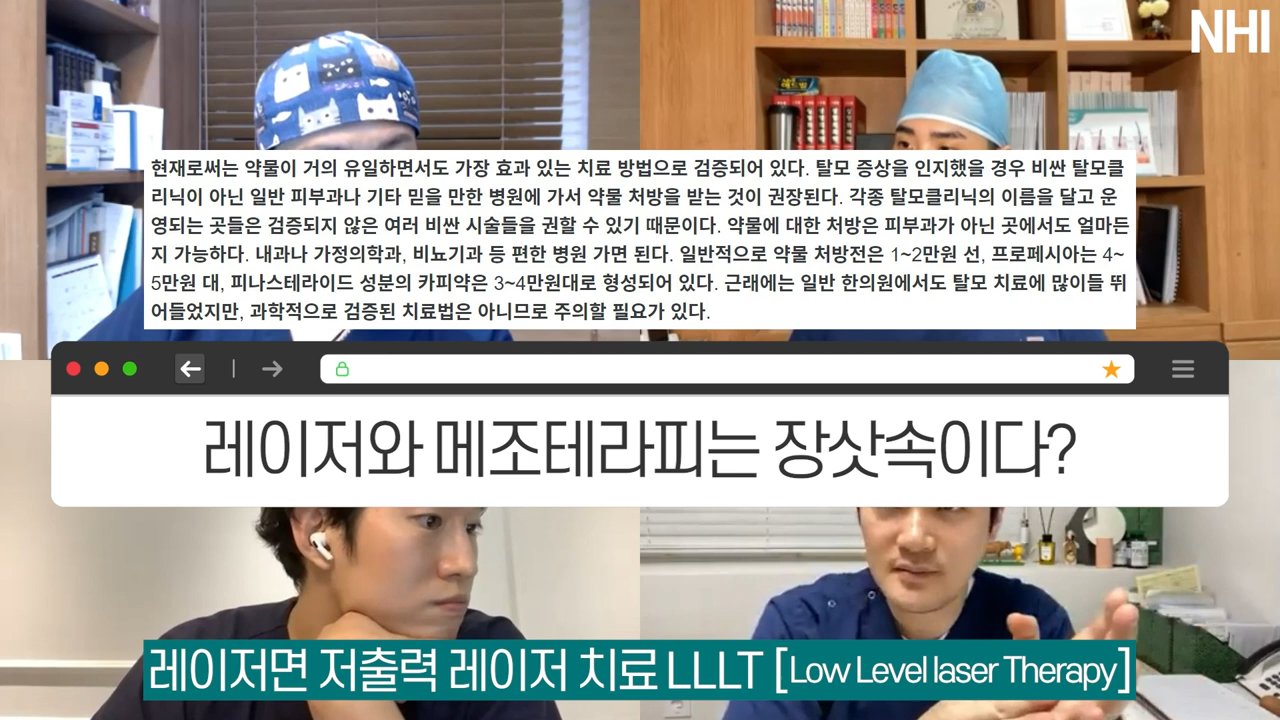 NHI
현재로써는 약물이 거의 유일하면서도 가장 효과 있는 치료 방법으로 검증되어 있다. 탈모 증상을 인지했을 경우 비싼 탈모클
리닉이 아닌 일반 피부과나 기타 믿을 만한 병원에 가서 약물 처방을 받는 것이 권장된다. 각종 탈모클리닉의 이름을 달고 운
영되는 곳들은 검증되지 않은 여러 비싼 시술들을 권할 수 있기 때문이다. 약물에 대한 처방은 피부과가 아닌 곳에서도 얼마든
지 가능하다. 내과나 가정의학과, 비뇨기과 등 편한 병원 가면 된다. 일반적으로 약물 처방전은 1~2만원 선, 프로페시아는 4~
5만원 대, 피나스테라이드 성분의 카피약은 3~4만원대로 형성되어 있다. 근래에는 일반 한의원에서도 탈모 치료에 많이들 뛰
어들었지만, 과학적으로 검증된 치료법은 아니므로 주의할 필요가 있다.
레이저와 메조테라피는 장삿속이다?
레이저면 저출력 레이저 치료 LLLT [Low Level laser Therapy]